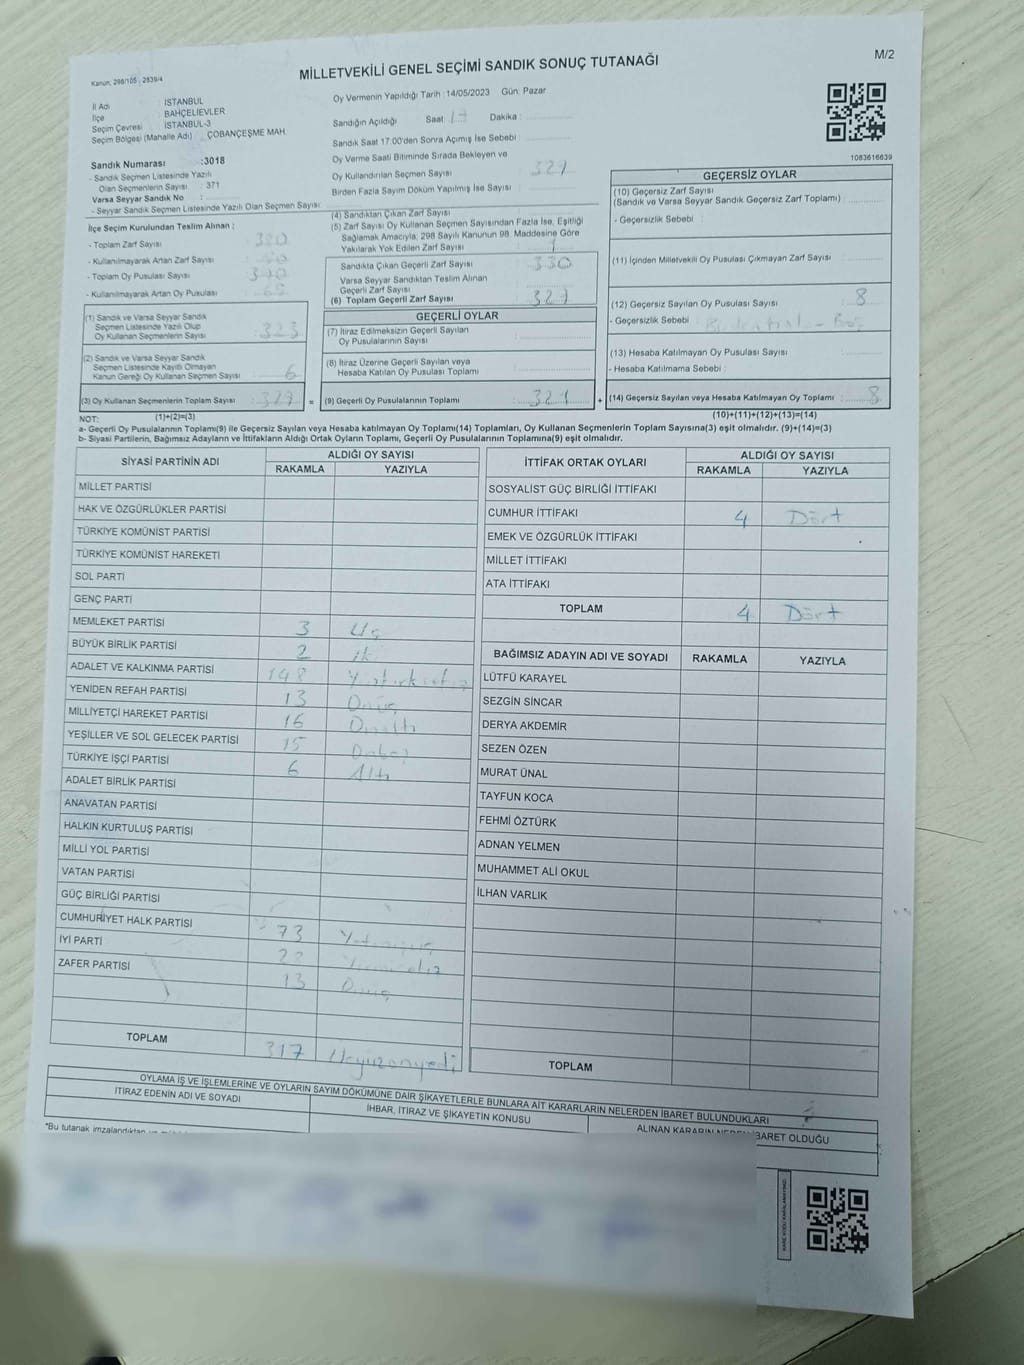 Kanun: 298/105 ; 2839/4
MİLLETVEKİLİ GENEL SEÇİMİ SANDIK SONUÇ TUTANAĞI
M/2
İl Adı : İSTANBUL
İlçe : BAHÇELİEVLER
Seçim Çevresi : İSTANBUL-3
Seçim Bölgesi (Mahalle Adı) : ÇOBANÇEŞME MAH.
Sandık Numarası :3018
- Sandık Seçmen Listesinde Yazılı
Olan Seçmenlerin Sayısı : 371
Varsa Seyyar Sandık No :
- Seyyar Sandık Seçmen Listesinde Yazılı Olan Seçmen Sayısı:
Oy Vermenin Yapıldığı Tarih : 14/05/2023 Gün: Pazar
Sandığın Açıldığı Saat : 17 Dakika :
Sandık Saat 17:00'den Sonra Açımış İse Sebebi :
Oy Verme Saati Bitiminde Sırada Bekleyen ve
Oy Kullandırılan Seçmen Sayısı
Birden Fazla Sayım Döküm Yapılmış İse Sayısı :
1083616639
İlçe Seçim Kurulundan Teslim Alınan ;
- Toplam Zarf Sayısı :
- Kullanılmayarak Artan Zarf Sayısı :
- Toplam Oy Pusulası Sayısı :
- Kullanılmayarak Artan Oy Pusulası :
(1) Sandık ve Varsa Seyyar Sandık
Seçmen Listesinde Yazılı Olup
Oy Kullanan Seçmenlerin Sayısı : 323
(2) Sandık ve Varsa Seyyar Sandık
Seçmen Listesinde Kayıtlı Olmayan
Kanun Gereği Oy Kullanan Seçmen Sayısı : 6
(3) Oy Kullanan Seçmenlerin Toplam Sayısı :
(4) Sandıktan Çıkan Zarf Sayısı
(5) Zarf Sayısı Oy Kullanan Seçmen Sayısından Fazla İse, Eşitliği
Sağlamak Amacıyla; 298 Sayılı Kanunun 98. Maddesine Göre
Yakılarak Yok Edilen Zarf Sayısı 1
Sandıkta Çıkan Geçerli Zarf Sayısı : 330
Varsa Seyyar Sandıktan Teslim Alınan
Geçerli Zarf Sayısı :
(6) Toplam Geçerli Zarf Sayısı :
GEÇERLİ OYLAR
(7) İtiraz Edilmeksizin Geçerli Sayılan
Oy Pusulalarının Sayısı :
(8) İtiraz Üzerine Geçerli Sayılan veya
Hesaba Katılan Oy Pusulası Toplamı :
= (9) Geçerli Oy Pusulalarının Toplamı : 321
GEÇERSİZ OYLAR
(10) Geçersiz Zarf Sayısı
(Sandık ve Varsa Seyyar Sandık Geçersiz Zarf Toplamı) :
- Geçersizlik Sebebi :
(11) İçinden Milletvekili Oy Pusulası Çıkmayan Zarf Sayısı :
(12) Geçersiz Sayılan Oy Pusulası Sayısı : 8
- Geçersizlik Sebebi :
(13) Hesaba Katılmayan Oy Pusulası Sayısı :
- Hesaba Katılmama Sebebi :
+ (14) Geçersiz Sayılan veya Hesaba Katılmayan Oy Toplamı : 8
NOT: (1)+(2)=(3)
(10)+(11)+(12)+(13)=(14)
a- Geçerli Oy Pusulalarının Toplamı(9) ile Geçersiz Sayılan veya Hesaba Katılmayan Oy Toplamı(14) Toplamları, Oy Kullanan Seçmenlerin Toplam Sayısına(3) eşit olmalıdır. (9)+(14)=(3)
b- Siyasi Partilerin, Bağımsız Adayların ve İttifakların Aldığı Ortak Oyların Toplamı, Geçerli Oy Pusulalarının Toplamına(9) eşit olmalıdır.
SİYASİ PARTİNİN ADI
ALDIĞI OY SAYISI
RAKAMLA YAZIYLA
MİLLET PARTİSİ
HAK VE ÖZGÜRLÜKLER PARTİSİ
TÜRKİYE KOMÜNİST PARTİSİ
TÜRKİYE KOMÜNİST HAREKETİ
SOL PARTİ
GENÇ PARTİ
MEMLEKET PARTİSİ 3 Üç
BÜYÜK BİRLİK PARTİSİ 2 İki
ADALET VE KALKINMA PARTİSİ 148
YENİDEN REFAH PARTİSİ 13 Onüç
MİLLİYETÇİ HAREKET PARTİSİ 16 Onaltı
YEŞİLLER VE SOL GELECEK PARTİSİ 15 Onbeş
TÜRKİYE İŞÇİ PARTİSİ 6 Altı
ADALET BİRLİK PARTİSİ
ANAVATAN PARTİSİ
HALKIN KURTULUŞ PARTİSİ
MİLLİ YOL PARTİSİ
VATAN PARTİSİ
GÜÇ BİRLİĞİ PARTİSİ
CUMHURİYET HALK PARTİSİ 73 Yetmişüç
İYİ PARTİ
ZAFER PARTİSİ 13 Onüç
TOPLAM 317 Üçyüzonyedi
İTTİFAK ORTAK OYLARI
ALDIĞI OY SAYISI
RAKAMLA YAZIYLA
SOSYALİST GÜÇ BİRLİĞİ İTTİFAKI
CUMHUR İTTİFAKI 4 Dört
EMEK VE ÖZGÜRLÜK İTTİFAKI
MİLLET İTTİFAKI
ATA İTTİFAKI
TOPLAM 4 Dört
BAĞIMSIZ ADAYIN ADI VE SOYADI RAKAMLA YAZIYLA
LÜTFÜ KARAYEL
SEZGİN SİNCAR
DERYA AKDEMİR
SEZEN ÖZEN
MURAT ÜNAL
TAYFUN KOCA
FEHMİ ÖZTÜRK
ADNAN YELMEN
MUHAMMET ALİ OKUL
İLHAN VARLIK
TOPLAM
OYLAMA İŞ VE İŞLEMLERİNE VE OYLARIN SAYIM DÖKÜMÜNE DAİR ŞİKAYETLERLE BUNLARA AİT KARARLARIN NELERDEN İBARET BULUNDUKLARI
İTİRAZ EDENİN ADI VE SOYADI
İHBAR, İTİRAZ VE ŞİKAYETİN KONUSU
ALINAN KARARIN NEDEN İBARET OLDUĞU
*Bu tutanak imzalandıktan
KARE KODU KARALAMAYINIZ!